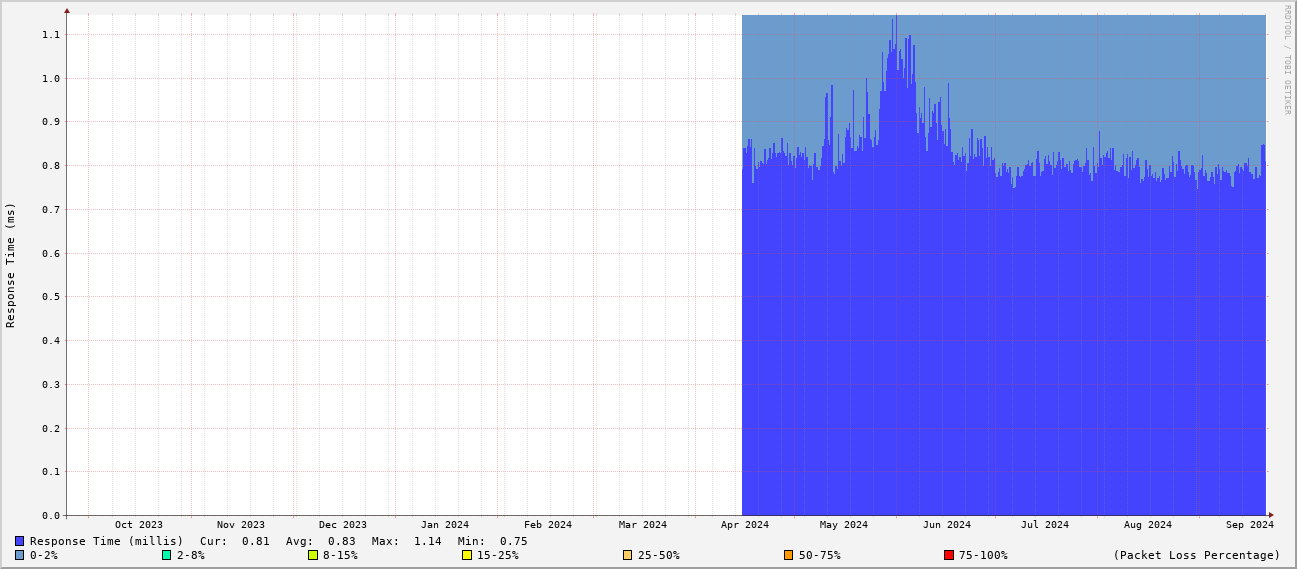 RRDTOOL / TOBI OETIKER
Response Time (ms)
1.1
1.0
0.9
0.8
0.7
0.6
0.5
0.4
0.3
0.2
0.1
0.0
Oct 2023 Nov 2023 Dec 2023 Jan 2024 Feb 2024 Mar 2024 Apr 2024 May 2024 Jun 2024 Jul 2024 Aug 2024 Sep 2024
Response Time (millis) Cur: 0.81 Avg: 0.83 Max: 1.14 Min: 0.75
0-2% 2-8% 8-15% 15-25% 25-50% 50-75% 75-100% (Packet Loss Percentage)